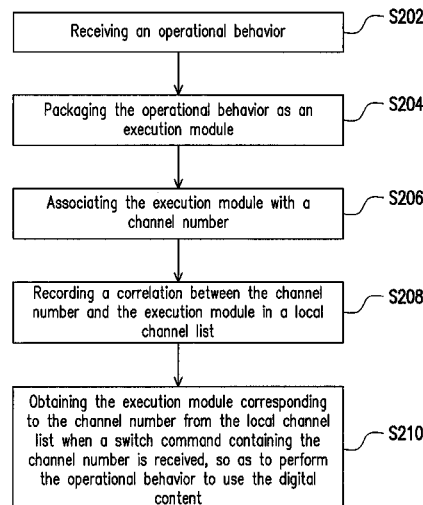 Receiving an operational behavior
S202
Packaging the operational behavior as an
execution module
S204
Associating the execution module with a
channel number
S206
Recording a correlation between the channel
number and the execution module in a local
channel list
S208
Obtaining the execution module corresponding
to the channel number from the local channel
list when a switch command containing the
channel number is received, so as to perform
the operational behavior to use the digital
content
S210